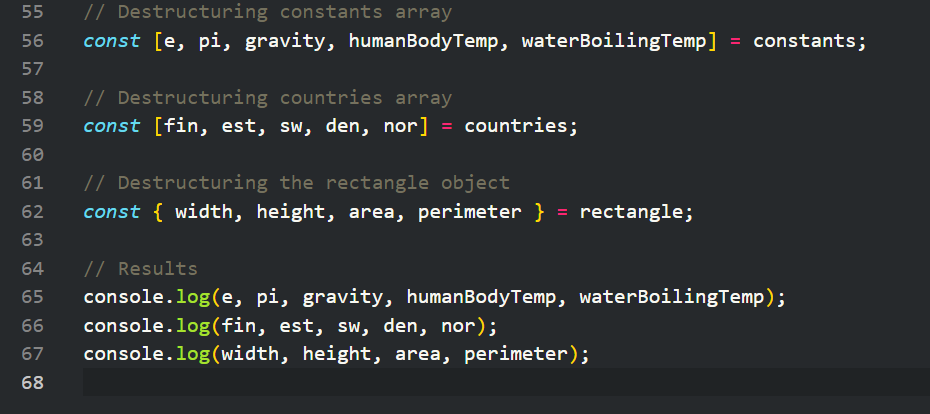 55 // Destructuring constants array
56 const [e, pi, gravity, humanBodyTemp, waterBoilingTemp] = constants;
57
58 // Destructuring countries array
59 const [fin, est, sw, den, nor] = countries;
60
61 // Destructuring the rectangle object
62 const { width, height, area, perimeter } = rectangle;
63
64 // Results
65 console.log(e, pi, gravity, humanBodyTemp, waterBoilingTemp);
66 console.log(fin, est, sw, den, nor);
67 console.log(width, height, area, perimeter);
68